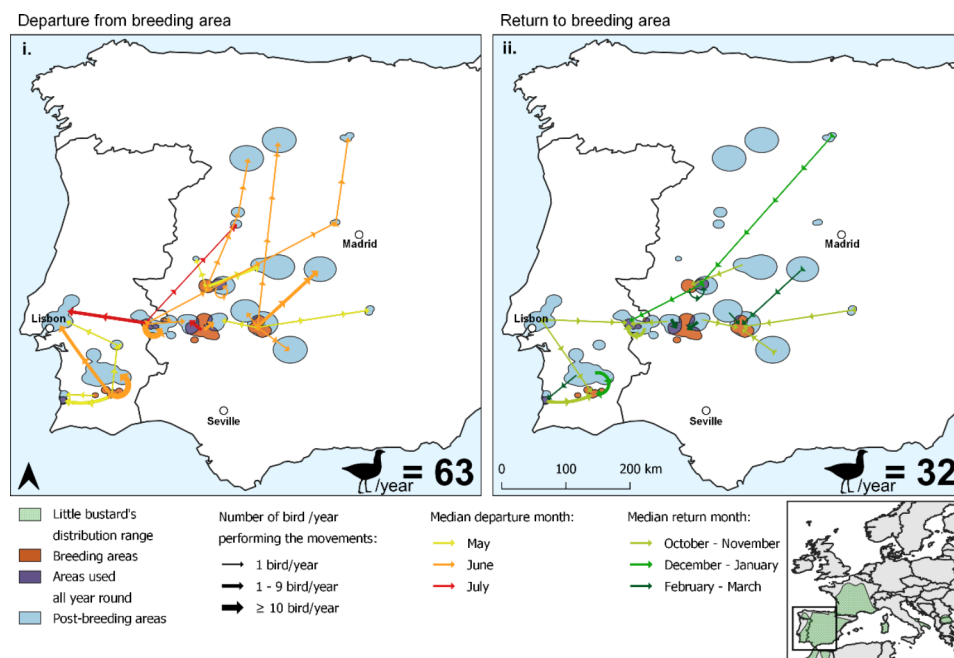 Departure from breeding area
Return to breeding area
i.
ii.
Madrid
Madrid
Lisbon
Lisbon
Seville
Seville
0 100 200 km
/year = 63
/year = 32
Little bustard's
distribution range
Breeding areas
Areas used
all year round
Post-breeding areas
Number of bird /year
performing the movements:
1 bird/year
1 - 9 bird/year
≥ 10 bird/year
Median departure month:
May
June
July
Median return month:
October - November
December - January
February - March